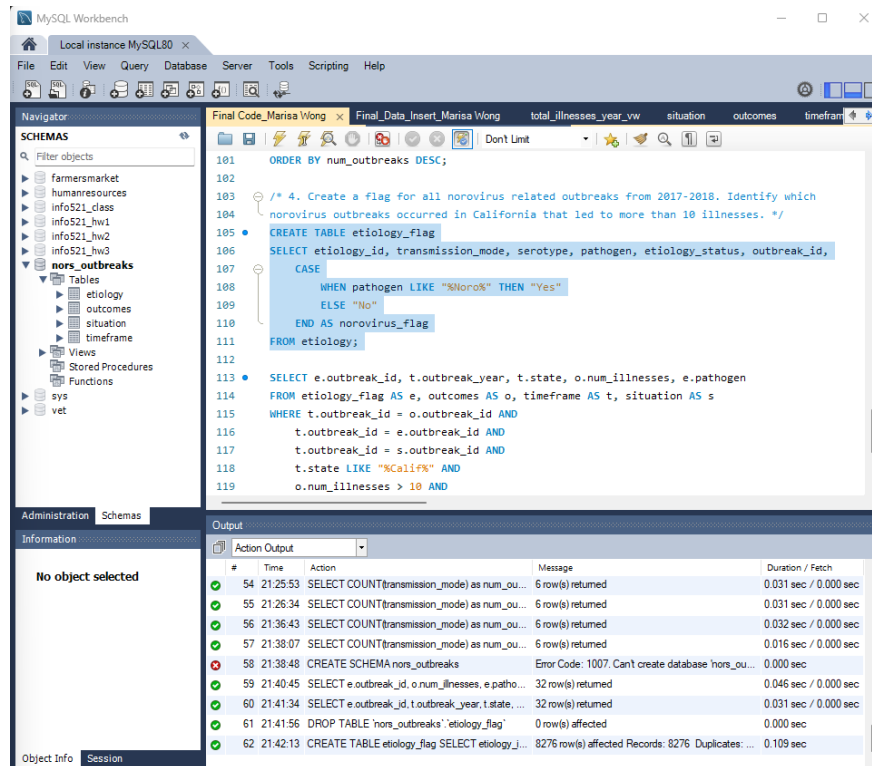 MySQL Workbench
Local instance MySQL80 ×
File Edit View Query Database Server Tools Scripting Help
Navigator
SCHEMAS
Filter objects
farmersmarket
humanresources
info521_class
info521_hw1
info521_hw2
info521_hw3
nors_outbreaks
Tables
etiology
outcomes
situation
timeframe
Views
Stored Procedures
Functions
sys
vet
Administration Schemas
Information
No object selected
Object Info Session
Final Code_Marisa Wong × Final_Data_Insert_Marisa Wong total_illnesses_year_vw situation outcomes timefram
Don't Limit
101 ORDER BY num_outbreaks DESC;
102
103 /* 4. Create a flag for all norovirus related outbreaks from 2017-2018. Identify which
104 norovirus outbreaks occurred in California that led to more than 10 illnesses. */
105 CREATE TABLE etiology_flag
106 SELECT etiology_id, transmission_mode, serotype, pathogen, etiology_status, outbreak_id,
107 CASE
108 WHEN pathogen LIKE "%Noro%" THEN "Yes"
109 ELSE "No"
110 END AS norovirus_flag
111 FROM etiology;
112
113 SELECT e.outbreak_id, t.outbreak_year, t.state, o.num_illnesses, e.pathogen
114 FROM etiology_flag AS e, outcomes AS o, timeframe AS t, situation AS s
115 WHERE t.outbreak_id = o.outbreak_id AND
116 t.outbreak_id = e.outbreak_id AND
117 t.outbreak_id = s.outbreak_id AND
118 t.state LIKE "%Calif%" AND
119 o.num_illnesses > 10 AND
Output
Action Output
# Time Action Message Duration / Fetch
54 21:25:53 SELECT COUNT(transmission_mode) as num_ou... 6 row(s) returned 0.031 sec / 0.000 sec
55 21:26:34 SELECT COUNT(transmission_mode) as num_ou... 6 row(s) returned 0.031 sec / 0.000 sec
56 21:36:43 SELECT COUNT(transmission_mode) as num_ou... 6 row(s) returned 0.032 sec / 0.000 sec
57 21:38:07 SELECT COUNT(transmission_mode) as num_ou... 6 row(s) returned 0.016 sec / 0.000 sec
58 21:38:48 CREATE SCHEMA nors_outbreaks Error Code: 1007. Can't create database 'nors_ou... 0.000 sec
59 21:40:45 SELECT e.outbreak_id, o.num_illnesses, e.patho... 32 row(s) returned 0.046 sec / 0.000 sec
60 21:41:34 SELECT e.outbreak_id, t.outbreak_year, t.state, ... 32 row(s) returned 0.031 sec / 0.000 sec
61 21:41:56 DROP TABLE `nors_outbreaks`.`etiology_flag` 0 row(s) affected 0.000 sec
62 21:42:13 CREATE TABLE etiology_flag SELECT etiology_i... 8276 row(s) affected Records: 8276 Duplicates: ... 0.109 sec